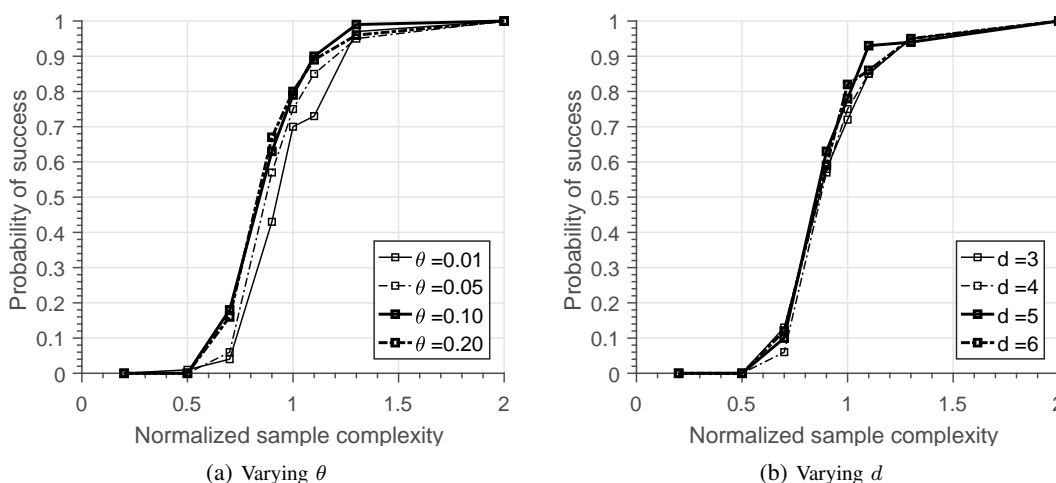 1
0.9
0.8
0.7
0.6
0.5
0.4
0.3
0.2
0.1
0
Probability of success
θ =0.01
θ =0.05
θ =0.10
θ =0.20
0 0.5 1 1.5 2
Normalized sample complexity
(a) Varying θ
1
0.9
0.8
0.7
0.6
0.5
0.4
0.3
0.2
0.1
0
Probability of success
d =3
d =4
d =5
d =6
0 0.5 1 1.5 2
Normalized sample complexity
(b) Varying d